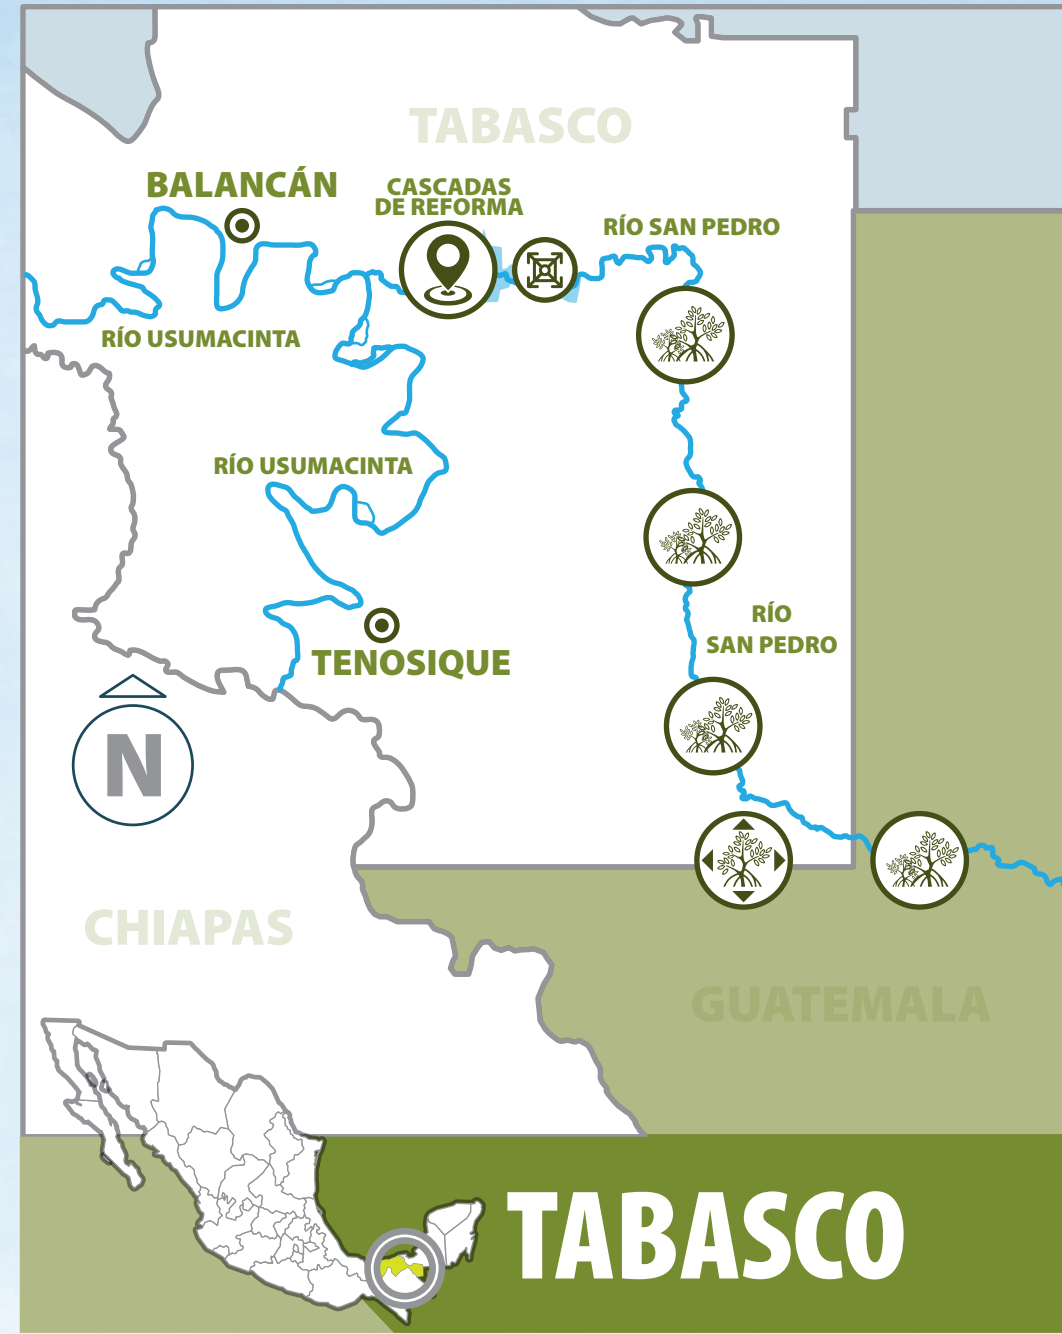 TABASCO
BALANCÁN
CASCADAS
DE REFORMA
RÍO SAN PEDRO
RÍO USUMACINTA
RÍO USUMACINTA
RÍO
SAN PEDRO
TENOSIQUE
N
CHIAPAS
GUATEMALA
TABASCO